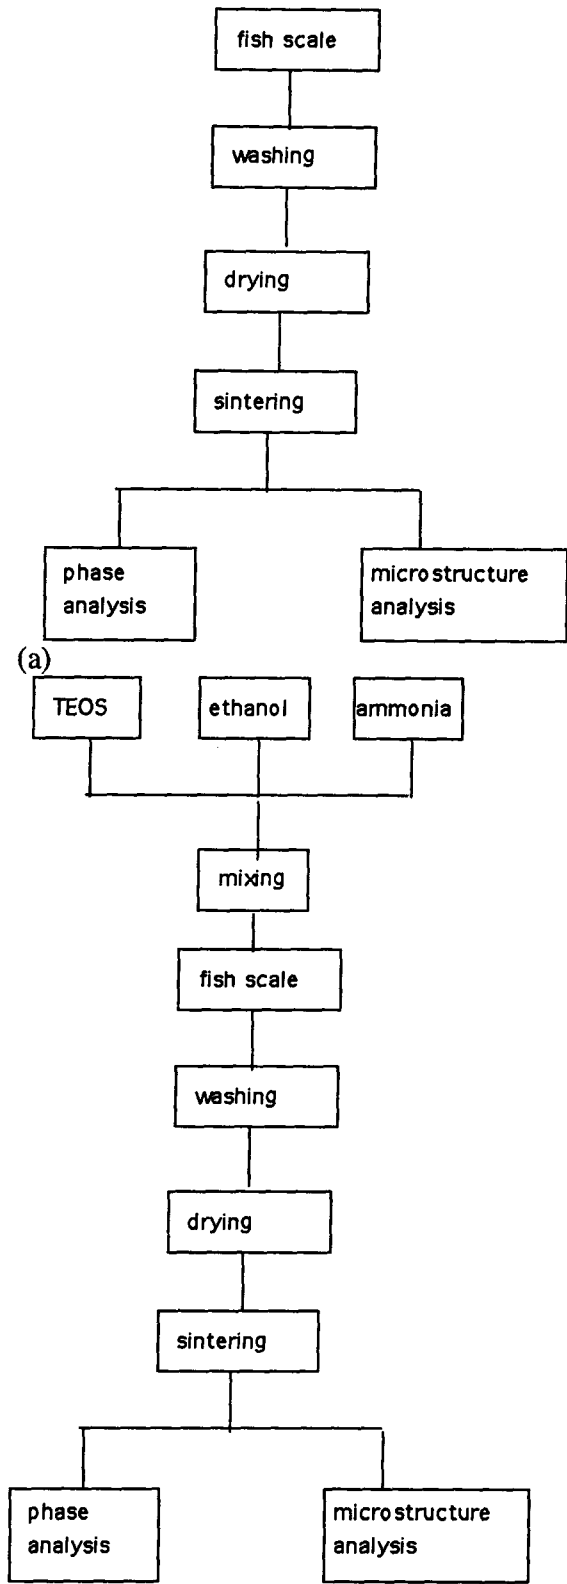 fish scale
washing
drying
sintering
phase
analysis
microstructure
analysis
(a)
TEOS
ethanol
ammonia
mixing
fish scale
washing
drying
sintering
phase
analysis
microstructure
analysis